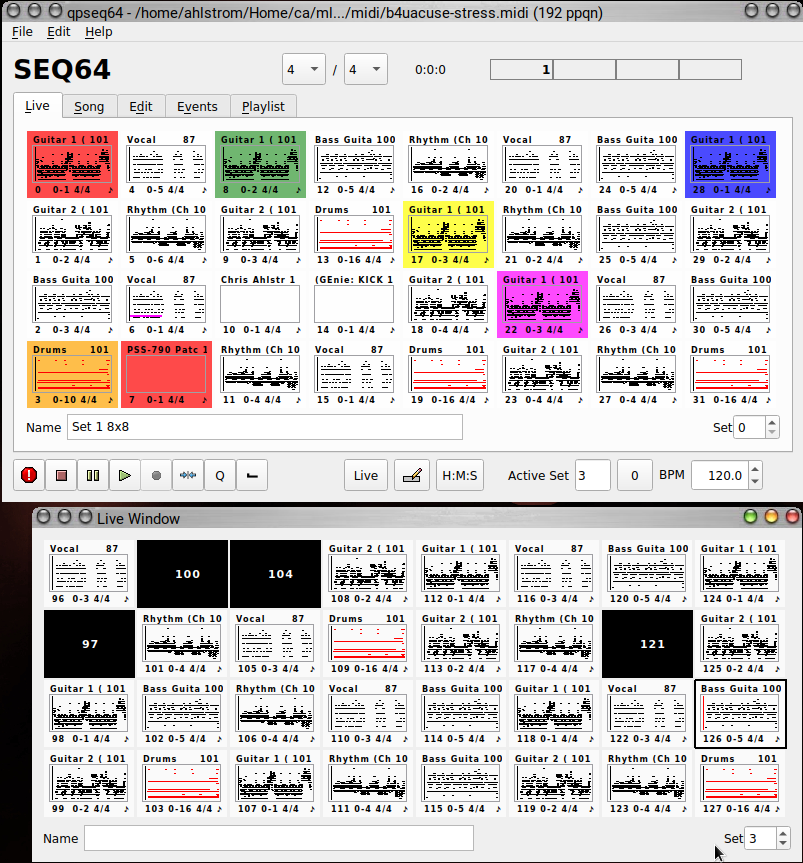 qpseq64 - /home/ahlstrom/Home/ca/ml.../midi/b4uacuse-stress.midi (192 ppqn)
File Edit Help
SEQ64 4 / 4 0:0:0 1
Live Song Edit Events Playlist
Guitar 1 ( 101 Vocal 87 Guitar 1 ( 101 Bass Guita 100 Rhythm (Ch 10 Vocal 87 Bass Guita 100 Guitar 1 ( 101
0 0-1 4/4 4 0-5 4/4 8 0-2 4/4 12 0-5 4/4 16 0-2 4/4 20 0-1 4/4 24 0-5 4/4 28 0-1 4/4
Guitar 2 ( 101 Rhythm (Ch 10 Guitar 2 ( 101 Drums 101 Guitar 1 ( 101 Rhythm (Ch 10 Bass Guita 100 Guitar 2 ( 101
1 0-2 4/4 5 0-6 4/4 9 0-3 4/4 13 0-16 4/4 17 0-3 4/4 21 0-2 4/4 25 0-5 4/4 29 0-2 4/4
Bass Guita 100 Vocal 87 Chris Ahlstr 1 (GEnie: KICK 1 Guitar 2 ( 101 Guitar 1 ( 101 Vocal 87 Bass Guita 100
2 0-3 4/4 6 0-1 4/4 10 0-1 4/4 14 0-1 4/4 18 0-4 4/4 22 0-3 4/4 26 0-3 4/4 30 0-5 4/4
Drums 101 PSS-790 Patc 1 Rhythm (Ch 10 Vocal 87 Drums 101 Guitar 2 ( 101 Rhythm (Ch 10 Drums 101
3 0-10 4/4 7 0-1 4/4 11 0-4 4/4 15 0-1 4/4 19 0-16 4/4 23 0-4 4/4 27 0-4 4/4 31 0-16 4/4
Name Set 1 8x8 Set 0
Q Live H:M:S Active Set 3 0 BPM 120.0
Live Window
Vocal 87 100 104 Guitar 2 ( 101 Guitar 1 ( 101 Vocal 87 Bass Guita 100 Guitar 1 ( 101
96 0-3 4/4 108 0-2 4/4 112 0-1 4/4 116 0-3 4/4 120 0-5 4/4 124 0-1 4/4
97 Rhythm (Ch 10 Vocal 87 Drums 101 Guitar 2 ( 101 Rhythm (Ch 10 121 Guitar 2 ( 101
101 0-4 4/4 105 0-3 4/4 109 0-16 4/4 113 0-2 4/4 117 0-4 4/4 125 0-2 4/4
Guitar 1 ( 101 Bass Guita 100 Rhythm (Ch 10 Vocal 87 Bass Guita 100 Guitar 1 ( 101 Vocal 87 Bass Guita 100
98 0-1 4/4 102 0-5 4/4 106 0-4 4/4 110 0-3 4/4 114 0-5 4/4 118 0-1 4/4 122 0-3 4/4 126 0-5 4/4
Guitar 2 ( 101 Drums 101 Guitar 1 ( 101 Rhythm (Ch 10 Bass Guita 100 Guitar 2 ( 101 Rhythm (Ch 10 Drums 101
99 0-2 4/4 103 0-16 4/4 107 0-1 4/4 111 0-4 4/4 115 0-5 4/4 119 0-2 4/4 123 0-4 4/4 127 0-16 4/4
Name Set 3